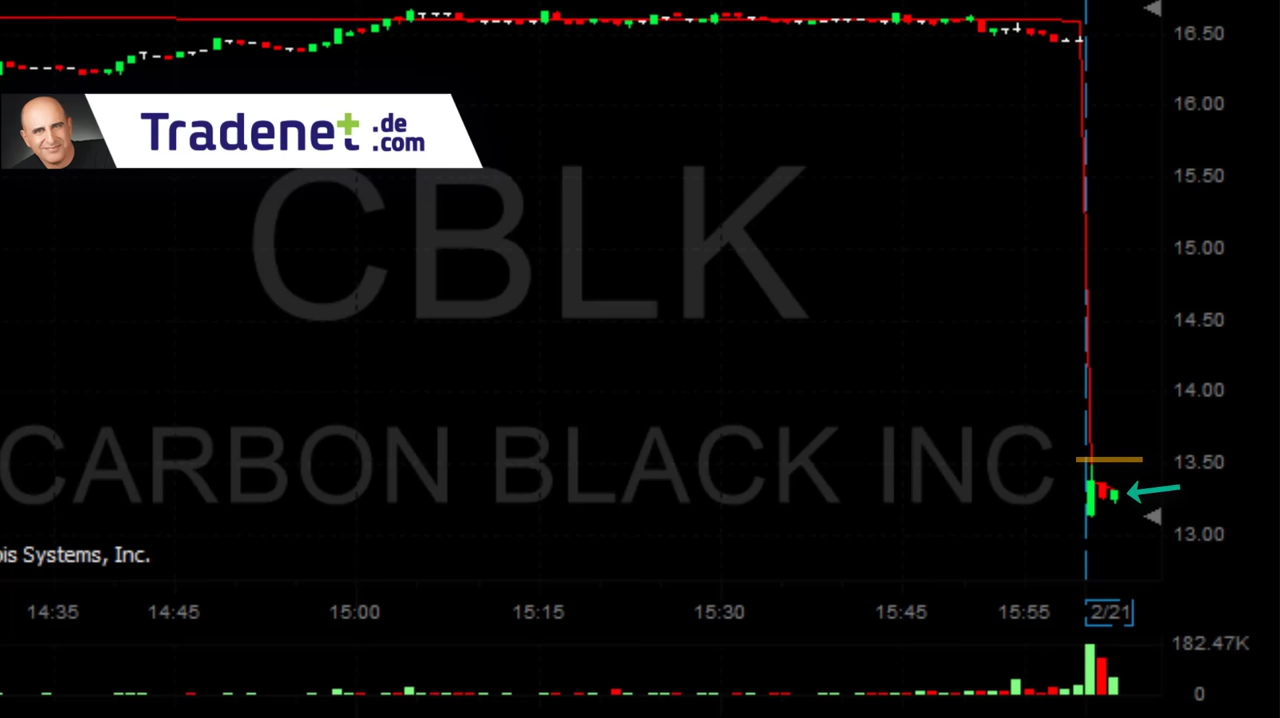 16.50
16.00
Tradenet .de
.com
15.50
CBLK
15.00
14.50
14.00
CARBON BLACK INC
13.50
13.00
Systems, Inc.
14:35 14:45 15:00 15:15 15:30 15:45 15:55 2/21
182.47K
0